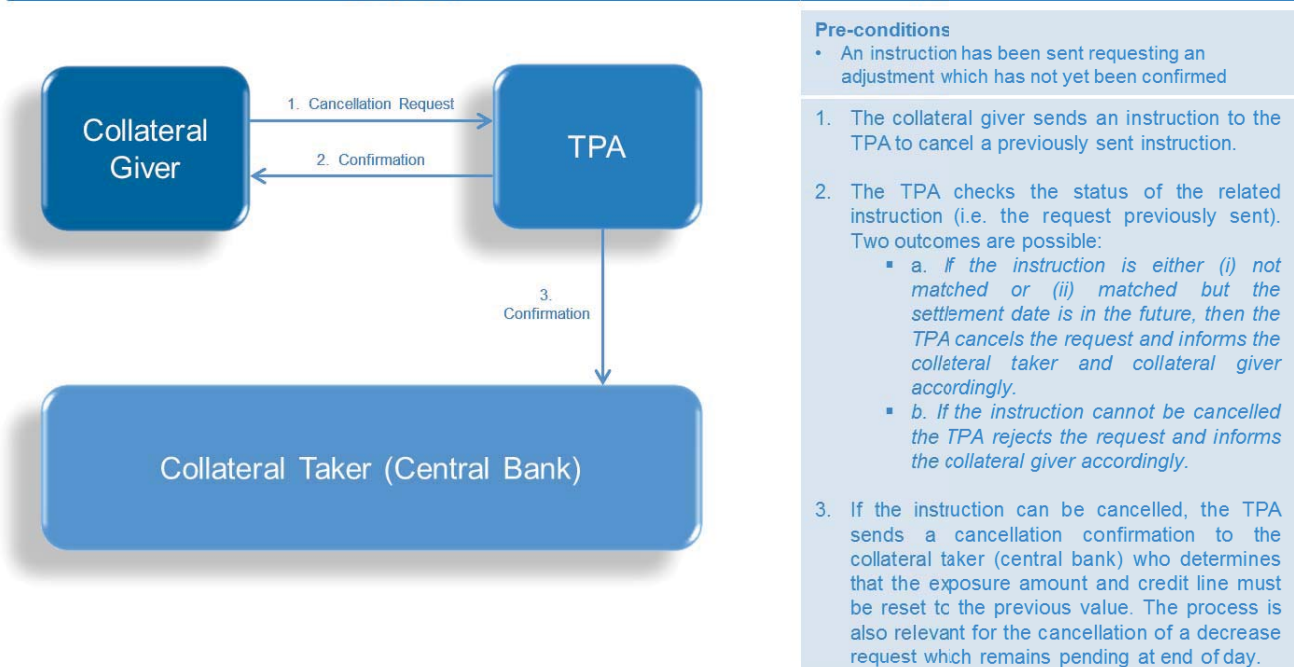 Collateral
Giver
1. Cancellation Request
2. Confirmation
TPA
3.
Confirmation
Collateral Taker (Central Bank)
Pre-conditions
• An instruction has been sent requesting an
adjustment which has not yet been confirmed
1. The collateral giver sends an instruction to the
TPA to cancel a previously sent instruction.
2. The TPA checks the status of the related
instruction (i.e. the request previously sent).
Two outcomes are possible:
▪ a. If the instruction is either (i) not
matched or (ii) matched but the
settlement date is in the future, then the
TPA cancels the request and informs the
collateral taker and collateral giver
accordingly.
▪ b. If the instruction cannot be cancelled
the TPA rejects the request and informs
the collateral giver accordingly.
3. If the instruction can be cancelled, the TPA
sends a cancellation confirmation to the
collateral taker (central bank) who determines
that the exposure amount and credit line must
be reset to the previous value. The process is
also relevant for the cancellation of a decrease
request which remains pending at end of day.